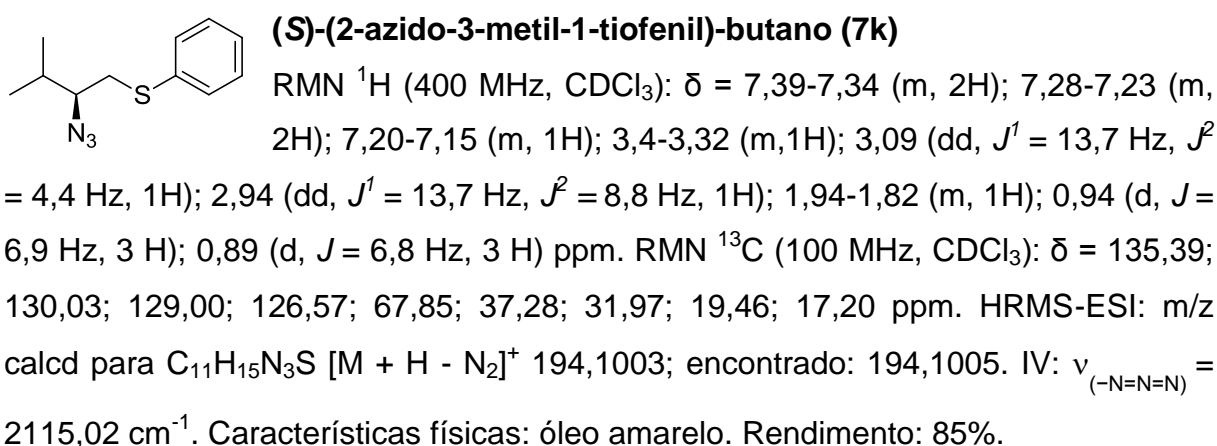 (S)-(2-azido-3-metil-1-tiofenil)-butano (7k)
RMN ¹H (400 MHz, CDCl₃): δ = 7,39-7,34 (m, 2H); 7,28-7,23 (m,
2H); 7,20-7,15 (m, 1H); 3,4-3,32 (m,1H); 3,09 (dd, J¹ = 13,7 Hz, J²
= 4,4 Hz, 1H); 2,94 (dd, J¹ = 13,7 Hz, J² = 8,8 Hz, 1H); 1,94-1,82 (m, 1H); 0,94 (d, J =
6,9 Hz, 3 H); 0,89 (d, J = 6,8 Hz, 3 H) ppm. RMN ¹³C (100 MHz, CDCl₃): δ = 135,39;
130,03; 129,00; 126,57; 67,85; 37,28; 31,97; 19,46; 17,20 ppm. HRMS-ESI: m/z
calcd para C₁₁H₁₅N₃S [M + H - N₂]⁺ 194,1003; encontrado: 194,1005. IV: ν₍₋N=N=N₎ =
2115,02 cm⁻¹. Características físicas: óleo amarelo. Rendimento: 85%.
S
N₃